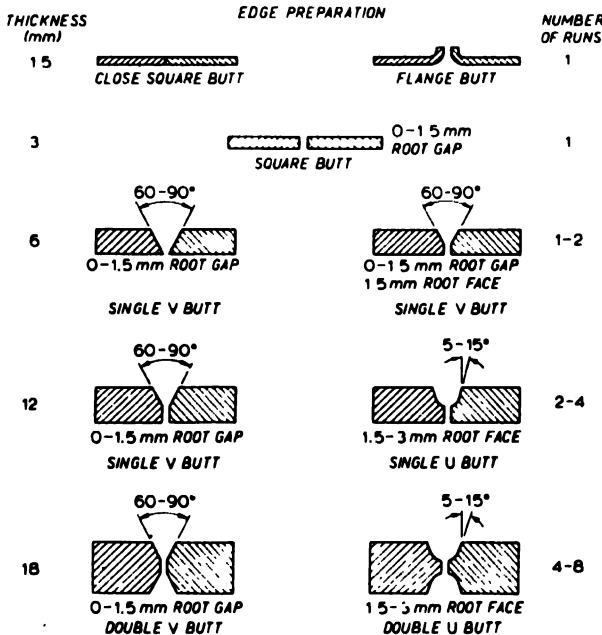 EDGE PREPARATION
THICKNESS
(mm)
NUMBER
OF RUNS
1 5
CLOSE SQUARE BUTT
FLANGE BUTT
1
3
0-1 5 mm
ROOT GAP
SQUARE BUTT
1
60-90°
60-90°
6
1-2
0-1.5 mm ROOT GAP
0-1 5 mm ROOT GAP
1 5 mm ROOT FACE
SINGLE V BUTT
SINGLE V BUTT
60-90°
5-15°
12
2-4
0-1.5 mm ROOT GAP
1.5-3 mm ROOT FACE
SINGLE V BUTT
SINGLE U BUTT
60-90°
5-15°
18
4-8
0-1.5 mm ROOT GAP
1 5-3 mm ROOT FACE
DOUBLE V BUTT
DOUBLE U BUTT